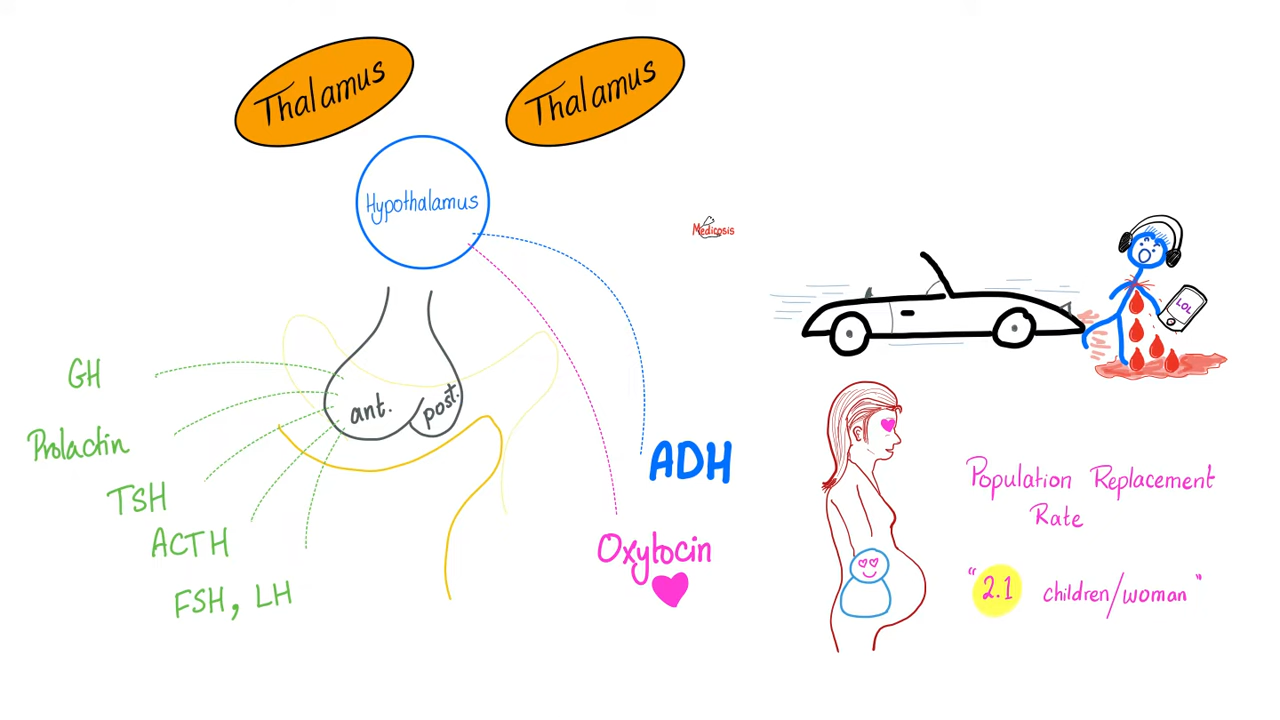 Thalamus
Thalamus
Hypothalamus
Medicosis
LOL
ant.
post.
GH
Prolactin
TSH
ACTH
FSH, LH
ADH
Oxytocin
Population Replacement
Rate
"2.1 children/woman"